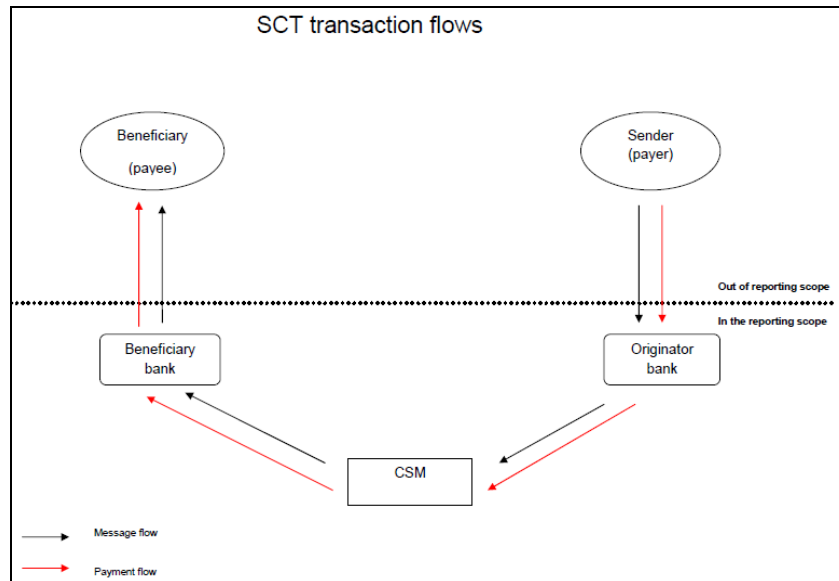 SCT transaction flows
Beneficiary
(payee)
Sender
(payer)
Out of reporting scope
In the reporting scope
Beneficiary
bank
Originator
bank
CSM
Message flow
Payment flow